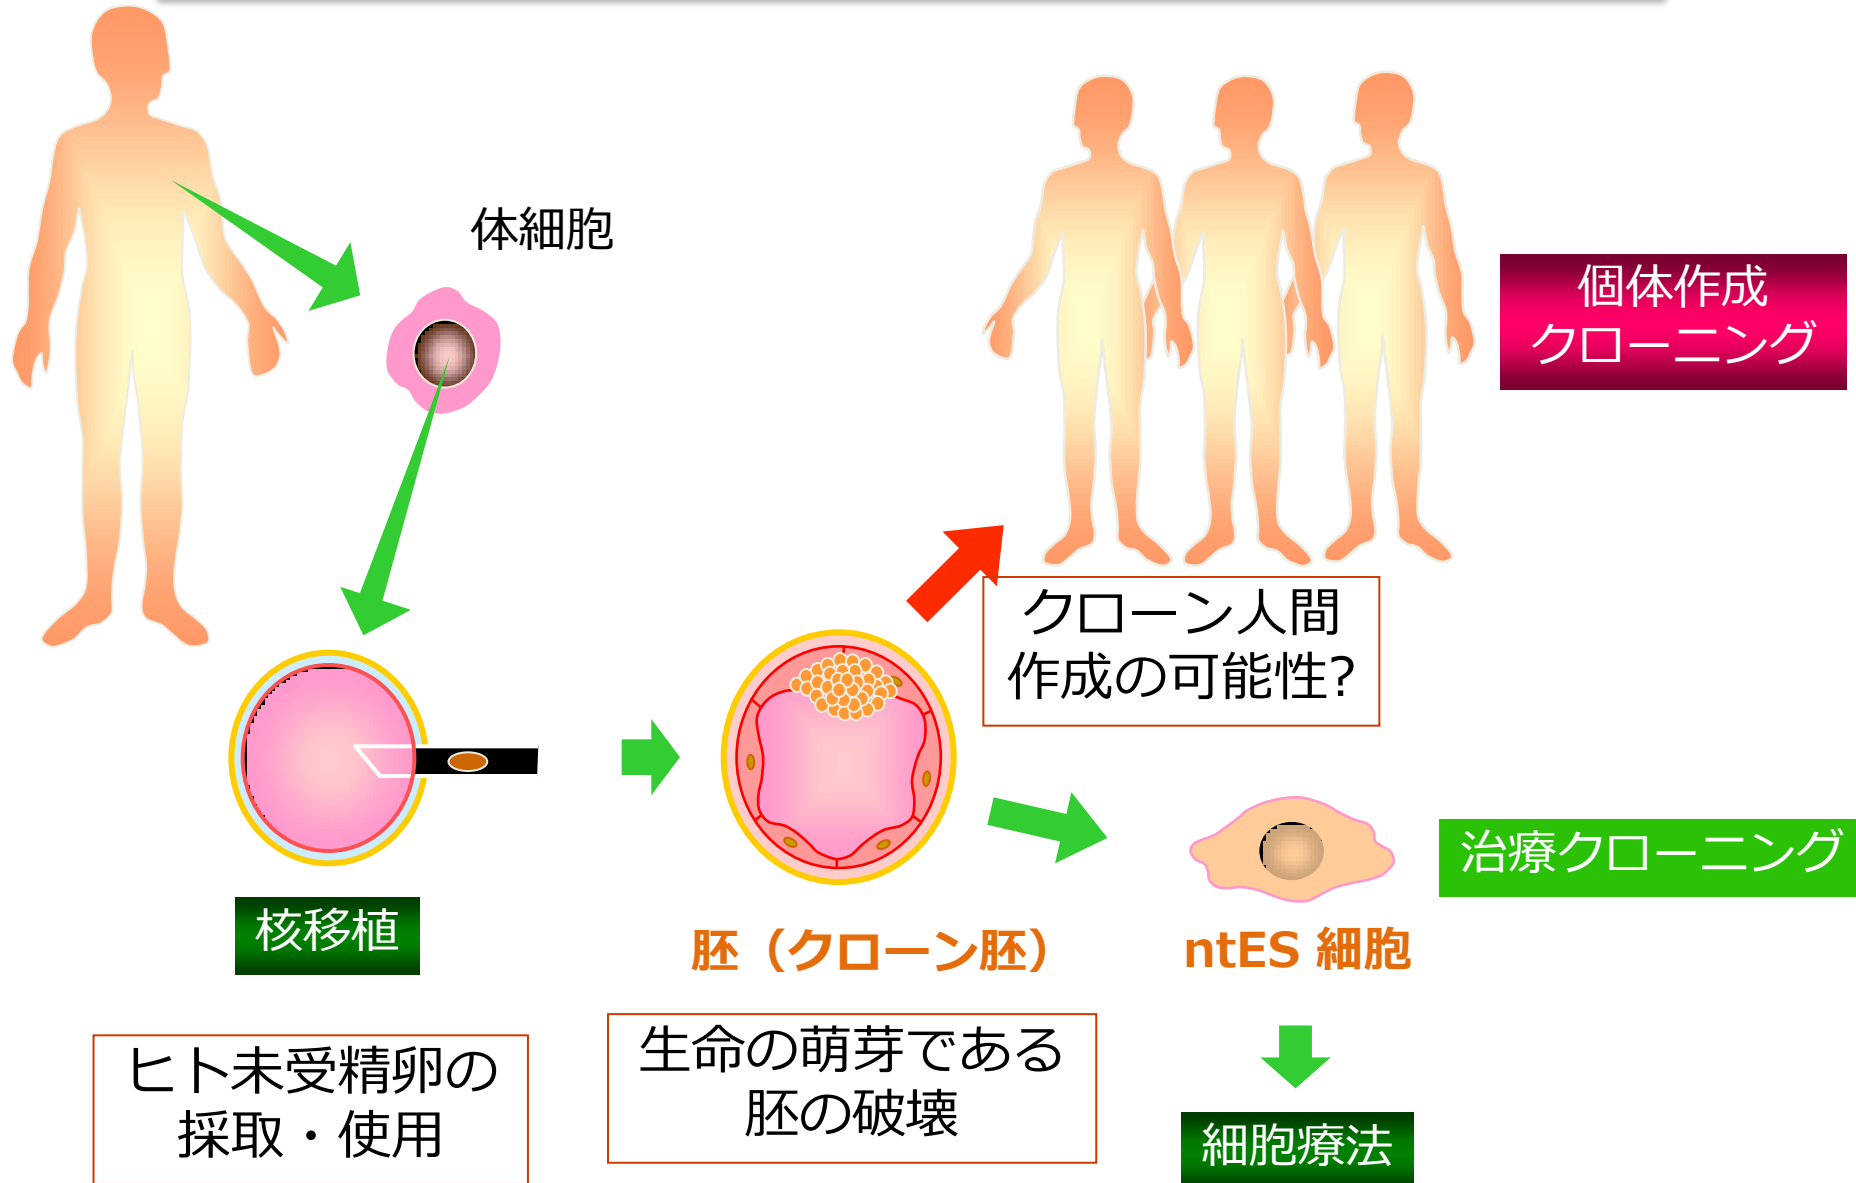 体細胞
個体作成
クローニング
クローン人間
作成の可能性?
治療クローニング
核移植
胚（クローン胚）
ntES 細胞
ヒト未受精卵の
採取・使用
生命の萌芽である
胚の破壊
細胞療法